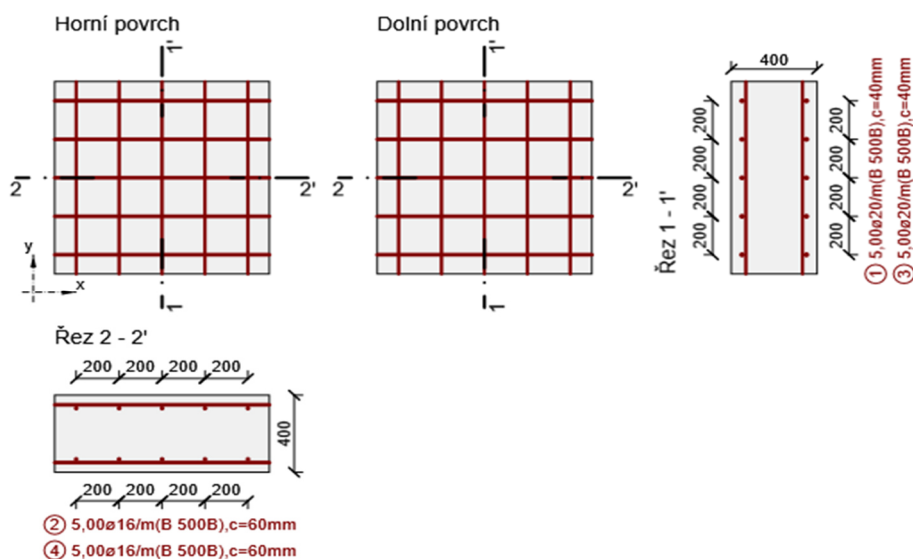 Horní povrch
Dolní povrch
1'
1'
400
2
2'
2
2'
y
x
1
1
200
200
200
200
200
200
200
200
Řez 1 - 1'
① 5,00ø20/m(B 500B),c=40mm
③ 5,00ø20/m(B 500B),c=40mm
Řez 2 - 2'
200 200 200 200
400
200 200 200 200
② 5,00ø16/m(B 500B),c=60mm
④ 5,00ø16/m(B 500B),c=60mm